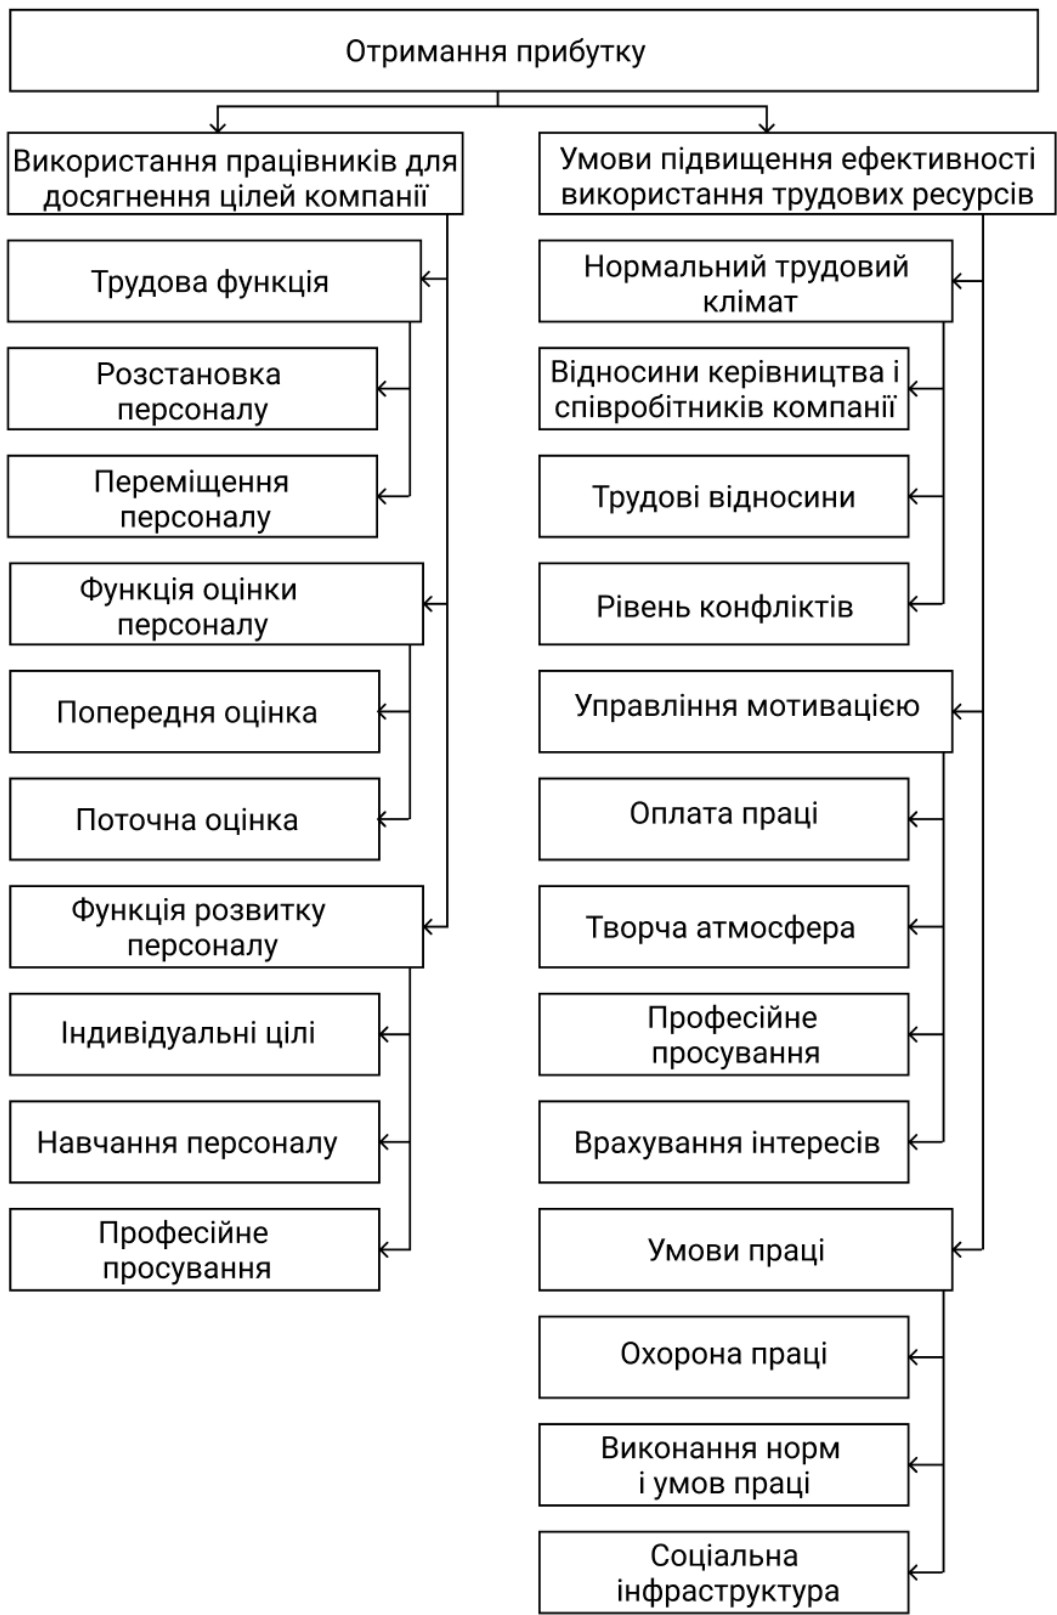 Отримання прибутку
Використання працівників для
досягнення цілей компанії
Трудова функція
Розстановка
персоналу
Переміщення
персоналу
Функція оцінки
персоналу
Попередня оцінка
Поточна оцінка
Функція розвитку
персоналу
Індивідуальні цілі
Навчання персоналу
Професійне
просування
Умови підвищення ефективності
використання трудових ресурсів
Нормальний трудовий
клімат
Відносини керівництва і
співробітників компанії
Трудові відносини
Рівень конфліктів
Управління мотивацією
Оплата праці
Творча атмосфера
Професійне
просування
Врахування інтересів
Умови праці
Охорона праці
Виконання норм
і умов праці
Соціальна
інфраструктура